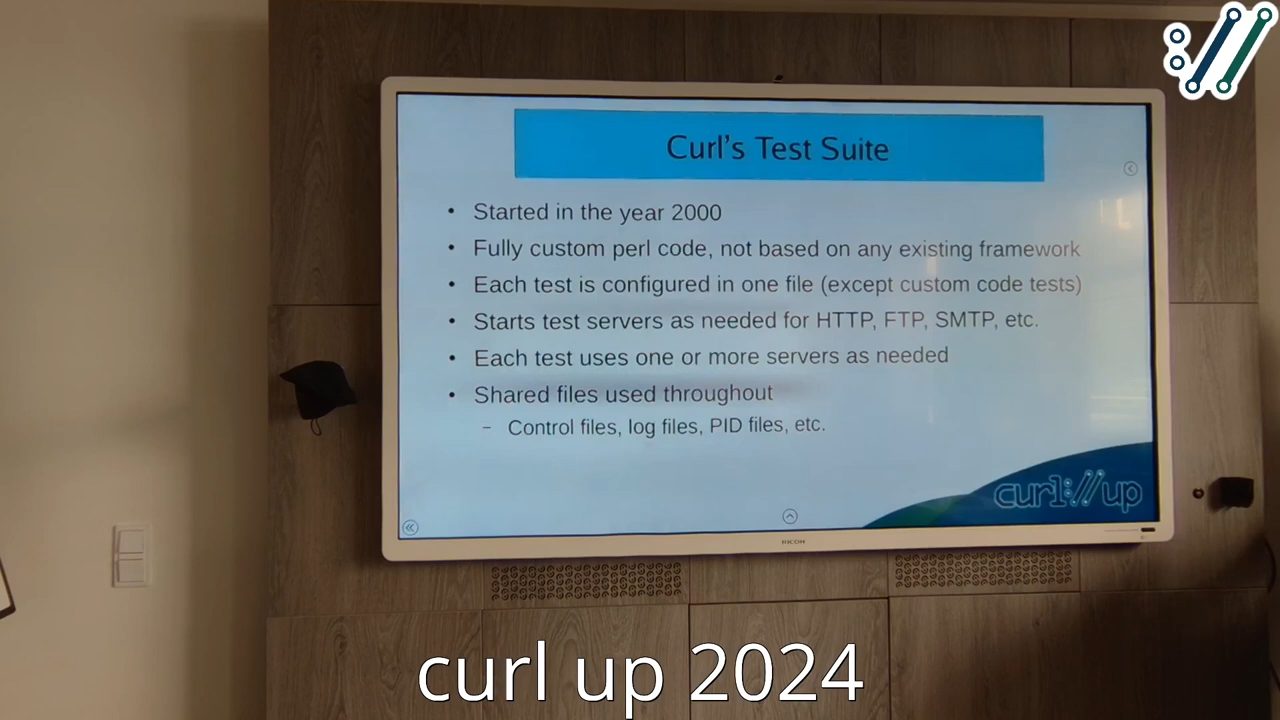 Curl's Test Suite
• Started in the year 2000
• Fully custom perl code, not based on any existing framework
• Each test is configured in one file (except custom code tests)
• Starts test servers as needed for HTTP, FTP, SMTP, etc.
• Each test uses one or more servers as needed
• Shared files used throughout
– Control files, log files, PID files, etc.
curl:// up
RICOH
curl up 2024